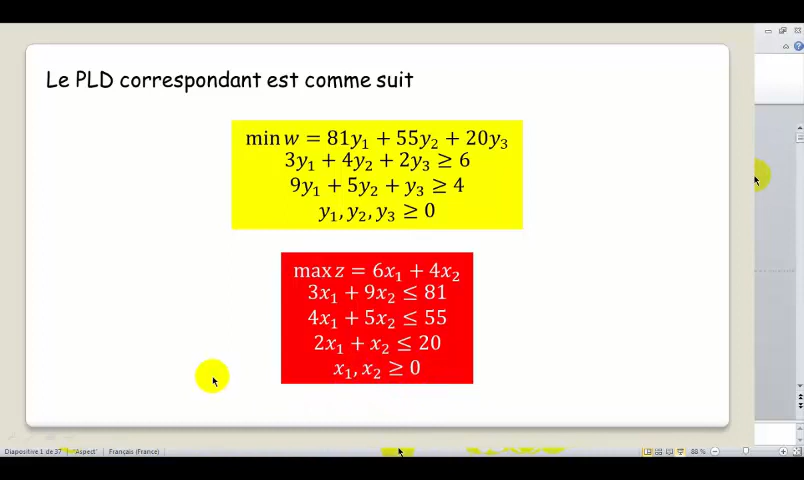 Le PLD correspondant est comme suit
min w = 81y₁ + 55y₂ + 20y₃
3y₁ + 4y₂ + 2y₃ ≥ 6
9y₁ + 5y₂ + y₃ ≥ 4
y₁, y₂, y₃ ≥ 0
max z = 6x₁ + 4x₂
3x₁ + 9x₂ ≤ 81
4x₁ + 5x₂ ≤ 55
2x₁ + x₂ ≤ 20
x₁, x₂ ≥ 0
Diapositive 1 de 37 "Aspect" Français (France) 88 %